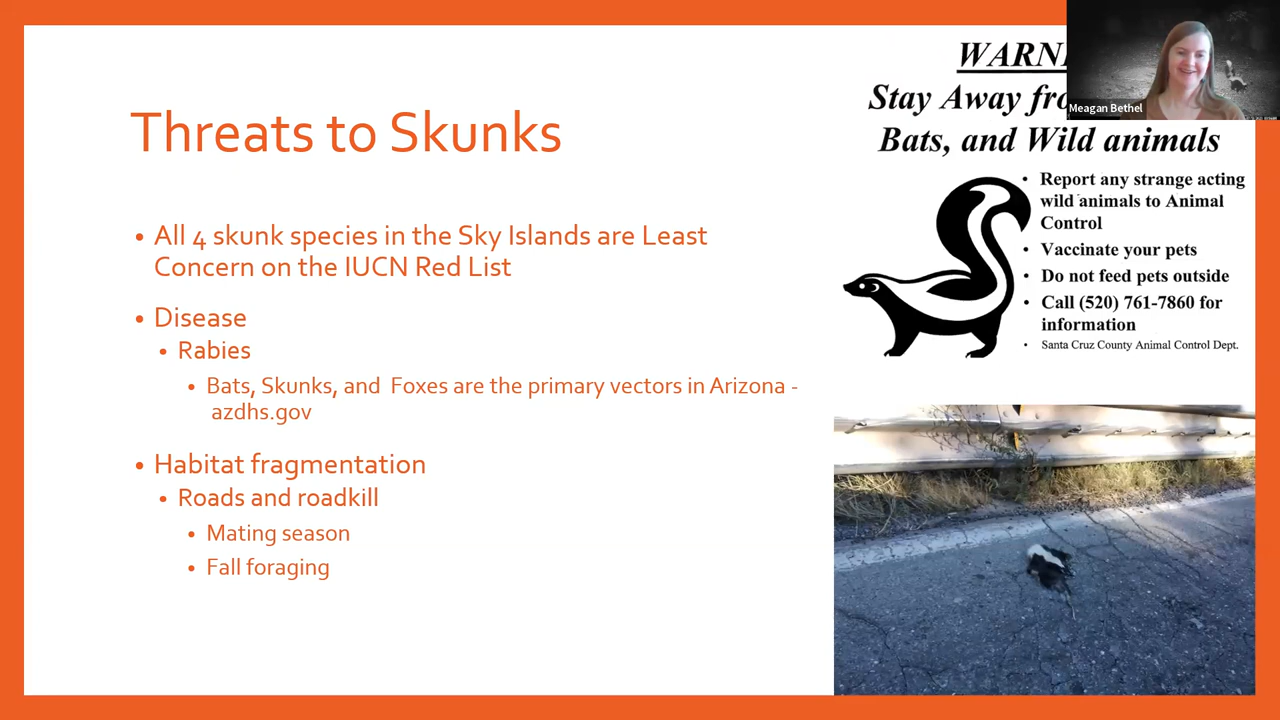 Threats to Skunks
• All 4 skunk species in the Sky Islands are Least
Concern on the IUCN Red List
• Disease
• Rabies
• Bats, Skunks, and Foxes are the primary vectors in Arizona -
azdhs.gov
• Habitat fragmentation
• Roads and roadkill
• Mating season
• Fall foraging
Stay Away
Bats, and Wild animals
• Report any strange acting
wild animals to Animal
Control
• Vaccinate your pets
• Do not feed pets outside
• Call (520) 761-7860 for
information
• Santa Cruz County Animal Control Dept.
Meagan Bethel